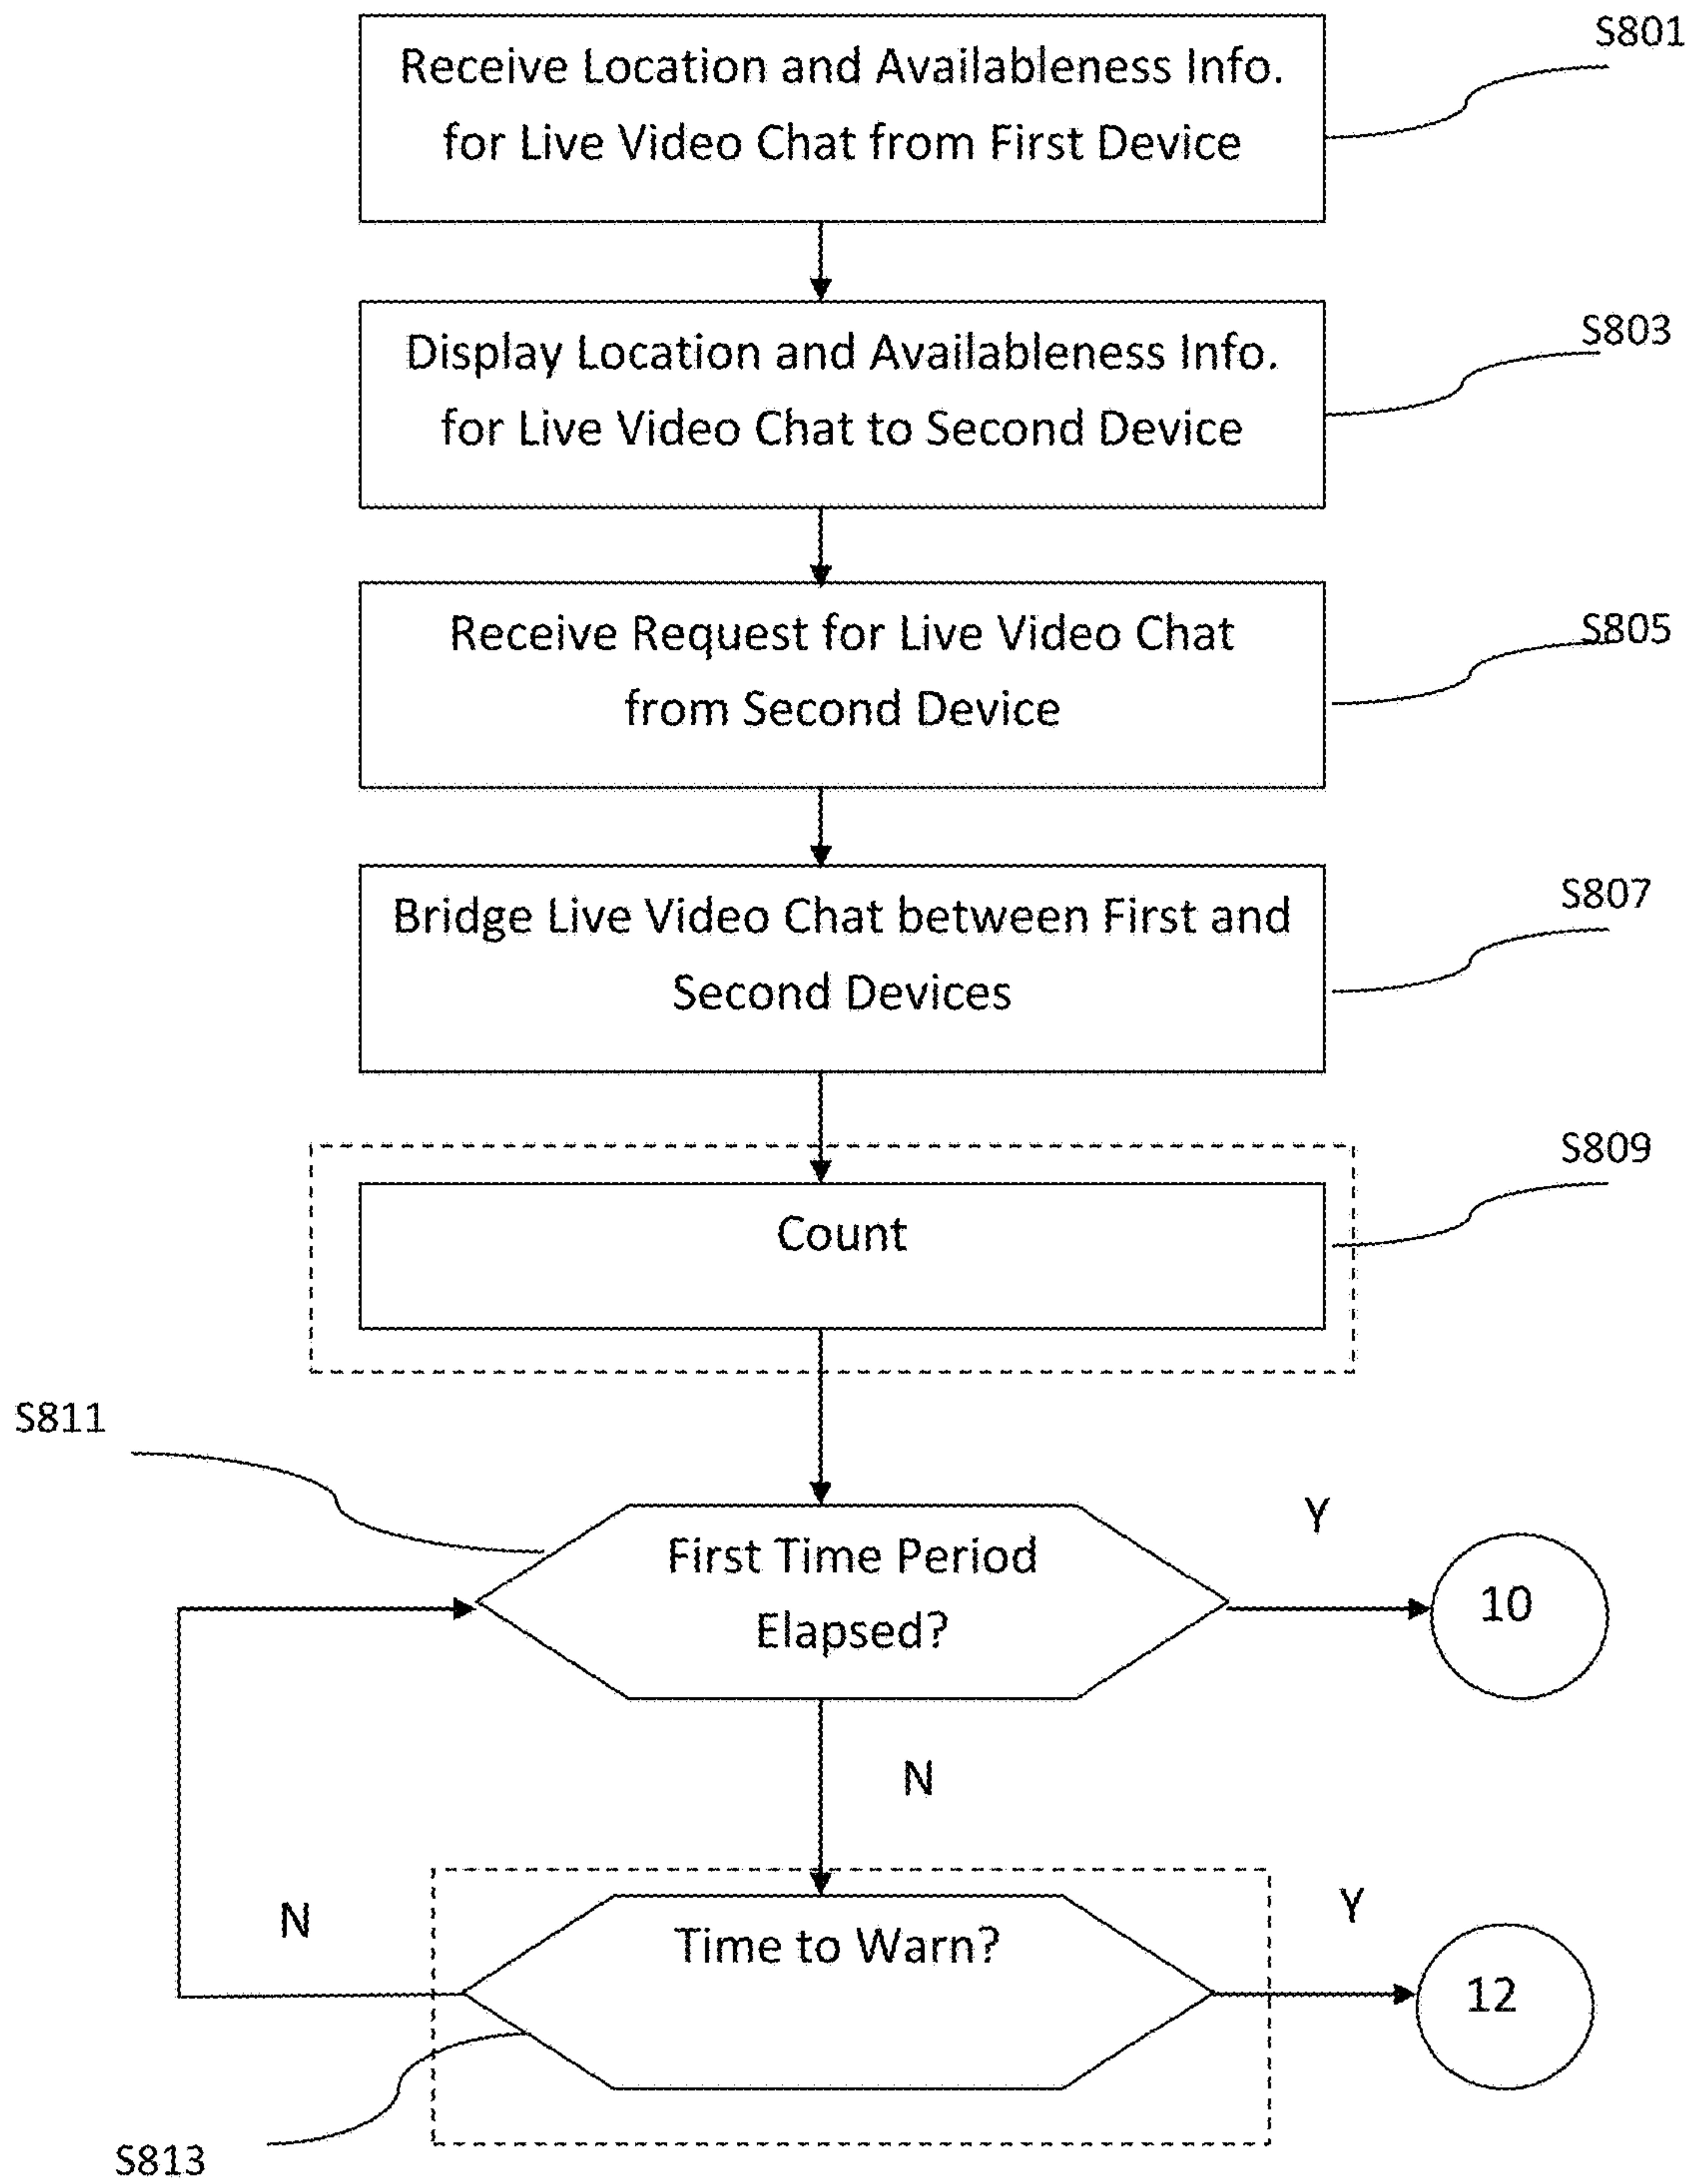 S801
Receive Location and Availableness Info.
for Live Video Chat from First Device
S803
Display Location and Availableness Info.
for Live Video Chat to Second Device
S805
Receive Request for Live Video Chat
from Second Device
S807
Bridge Live Video Chat between First and
Second Devices
S809
Count
S811
First Time Period
Elapsed?
Y
10
N
Time to Warn?
N
Y
12
S813